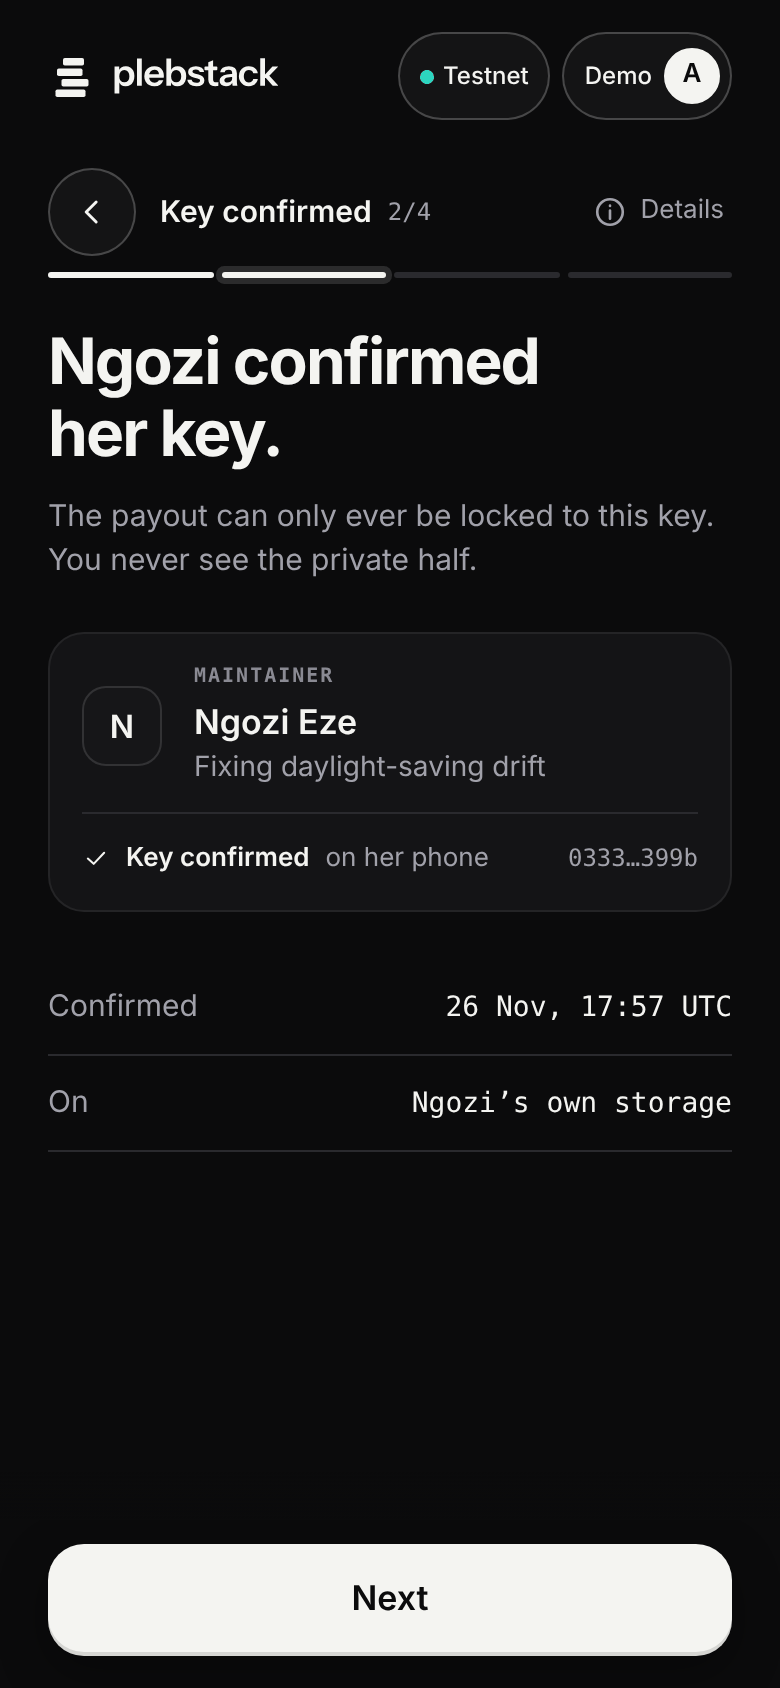 plebstack
Testnet
Demo
A
Key confirmed 2/4
Details
Ngozi confirmed
her key.
The payout can only ever be locked to this key.
You never see the private half.
MAINTAINER
N
Ngozi Eze
Fixing daylight-saving drift
Key confirmed on her phone 0333…399b
Confirmed 26 Nov, 17:57 UTC
On Ngozi’s own storage
Next